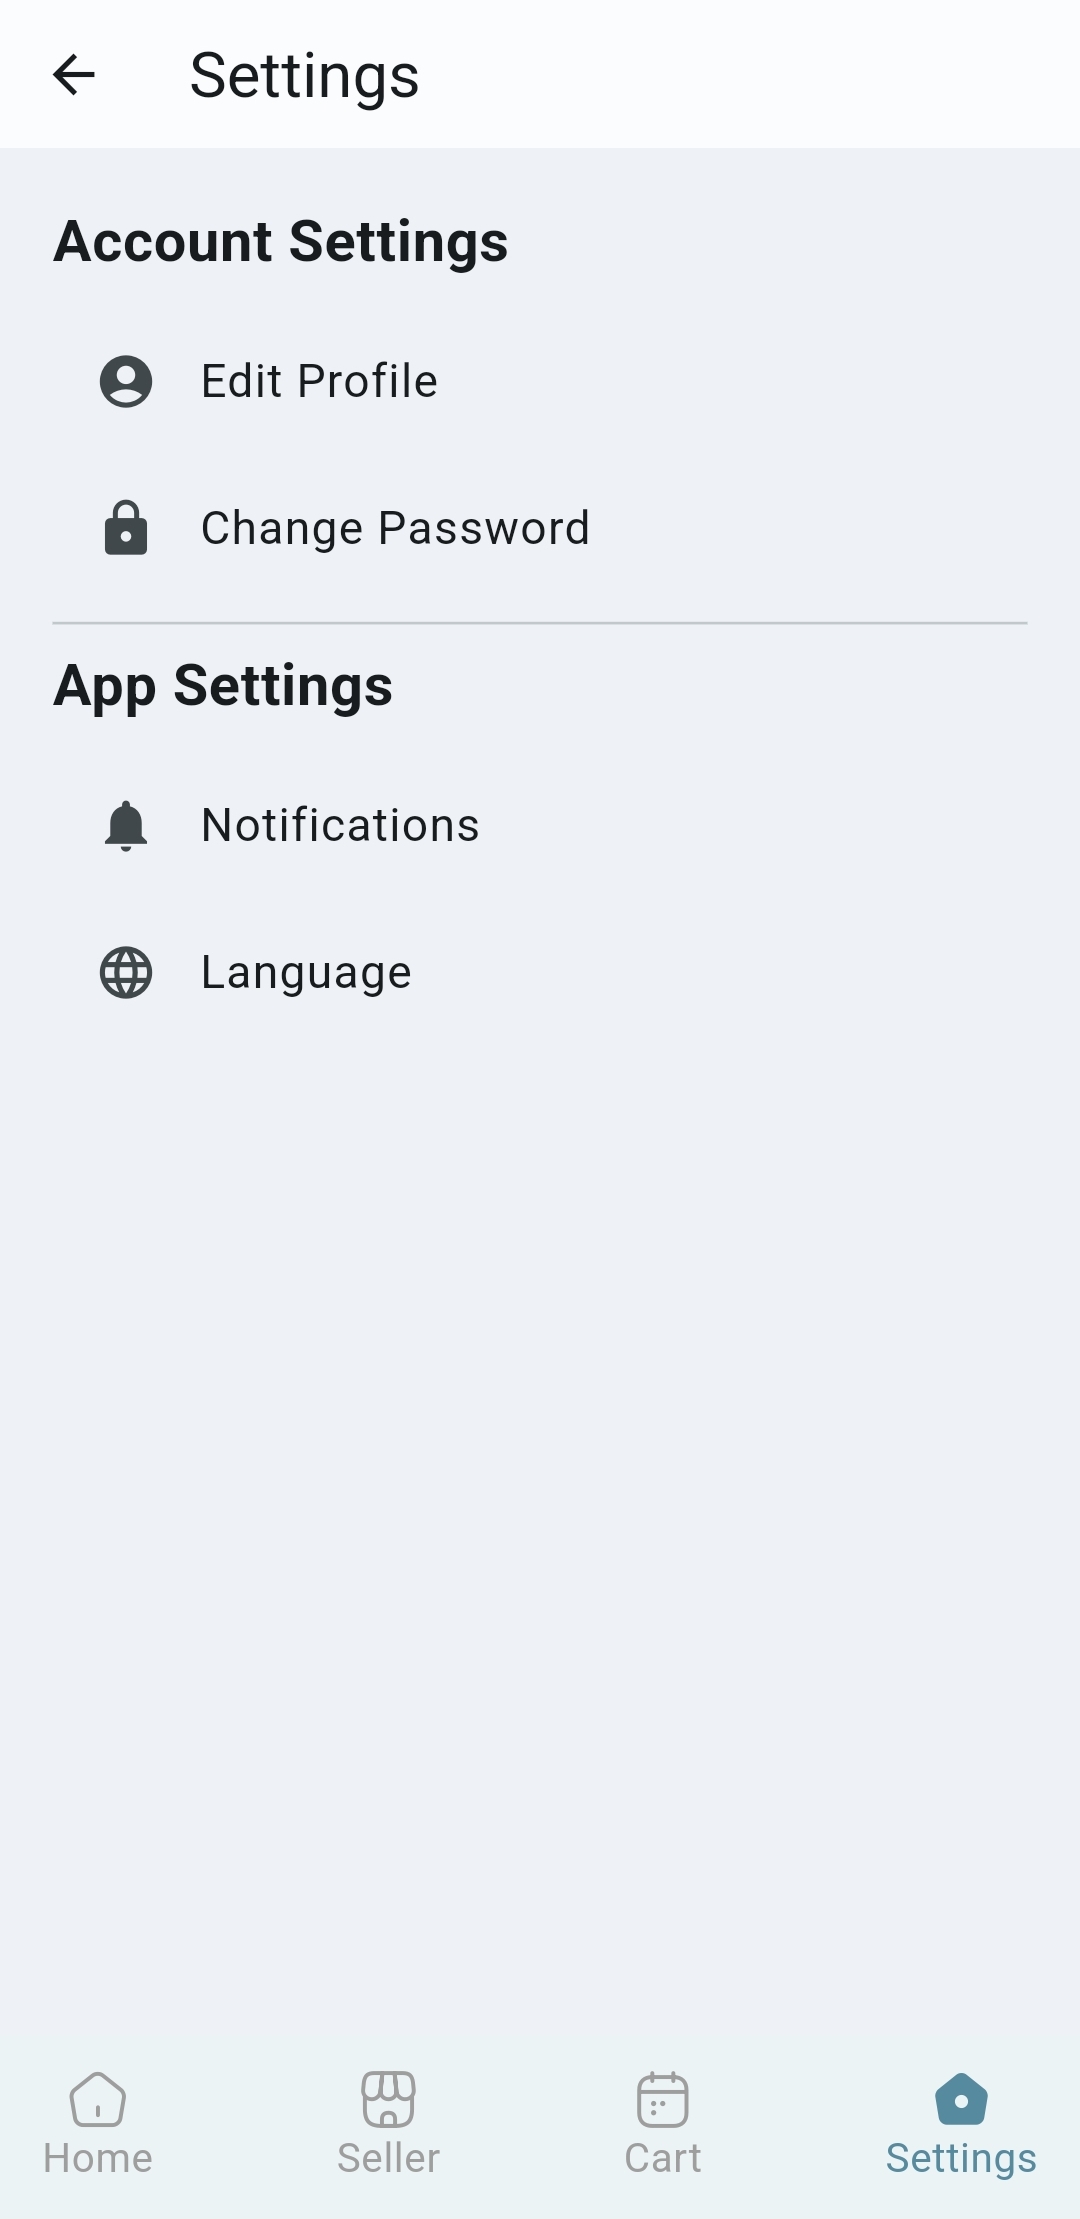 Settings
Account Settings
Edit Profile
Change Password
App Settings
Notifications
Language
Home
Seller
Cart
Settings